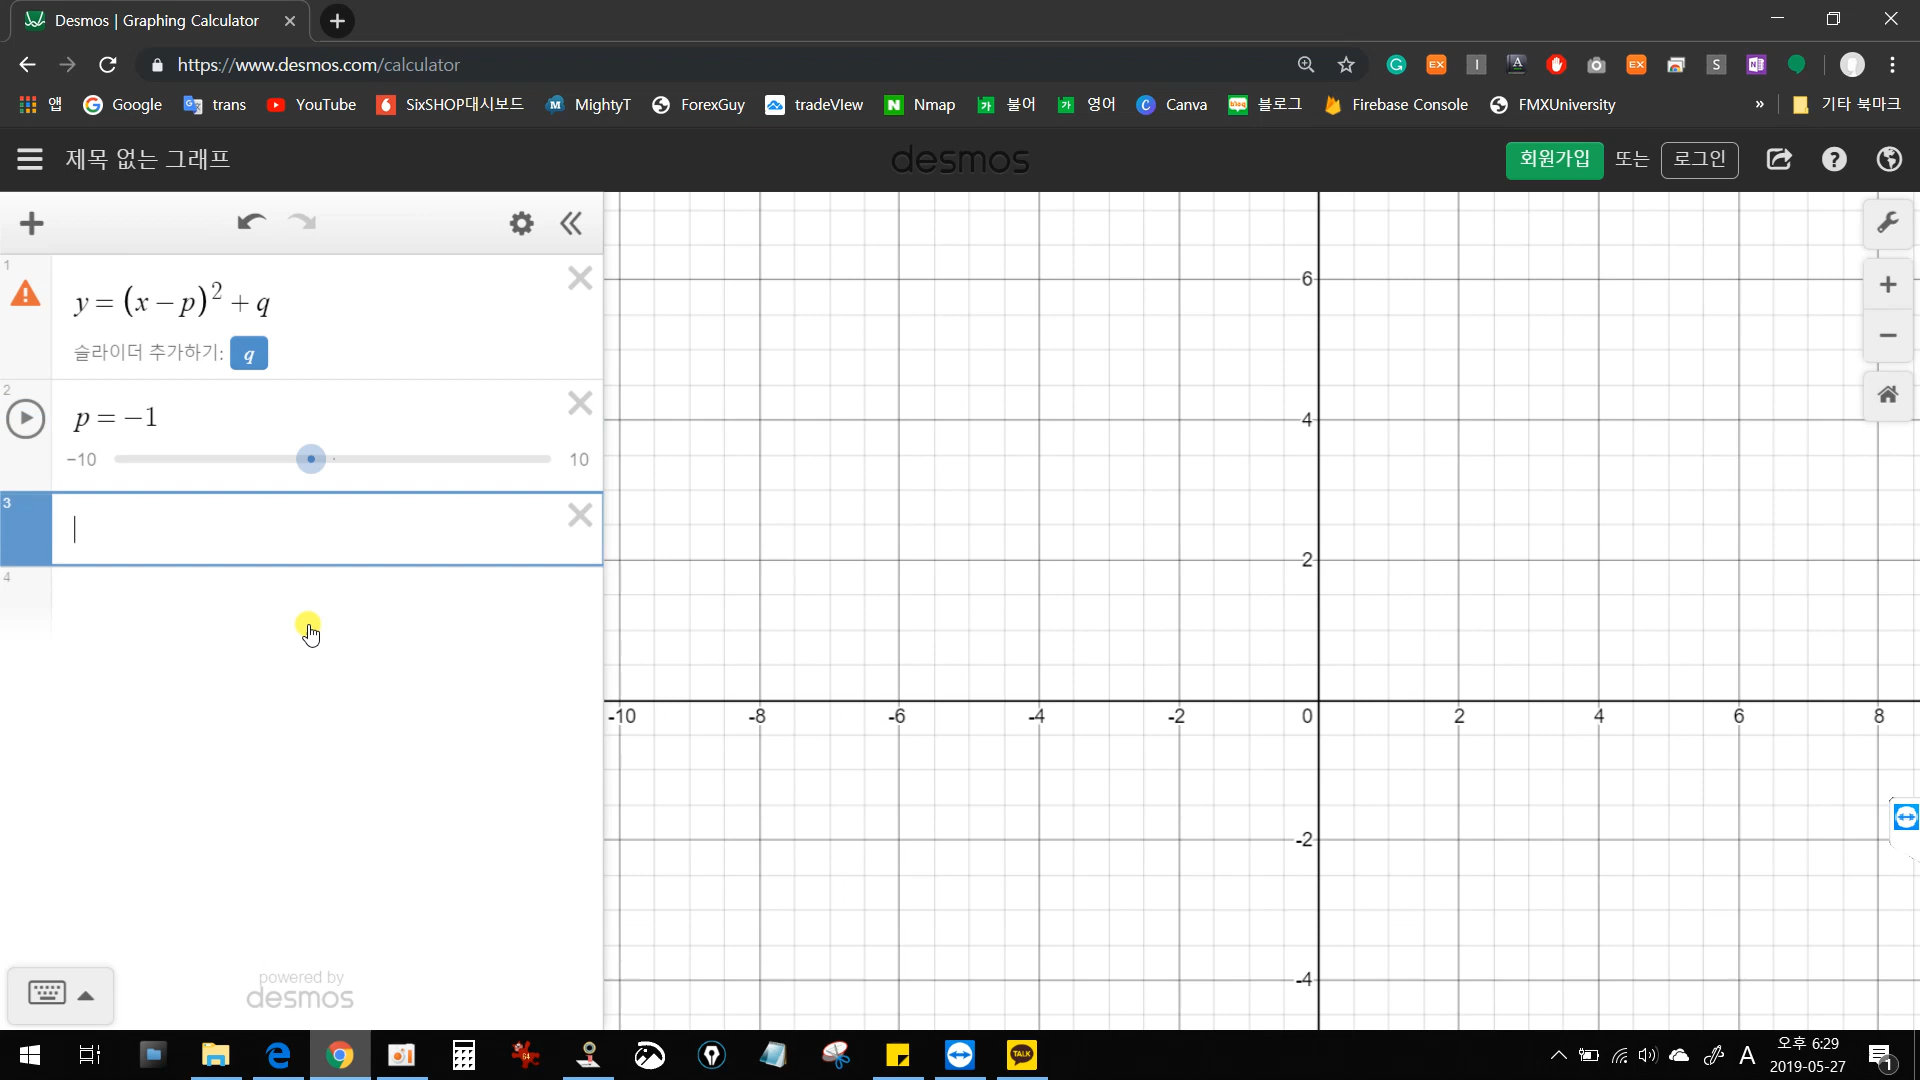 Desmos | Graphing Calculator
https://www.desmos.com/calculator
EX
I
A
EX
S
앱
Google
trans
YouTube
SixSHOP대시보드
MightyT
ForexGuy
tradeVIew
Nmap
불어
영어
Canva
블로그
Firebase Console
FMXUniversity
»
기타 북마크
제목 없는 그래프
desmos
회원가입
또는
로그인
1
y = (x − p)² + q
슬라이더 추가하기: q
2
p = −1
−10
10
3
4
powered by
desmos
6
4
2
-10
-8
-6
-4
-2
0
2
4
6
8
-2
-4
64
TALK
A
오후 6:29
2019-05-27
1